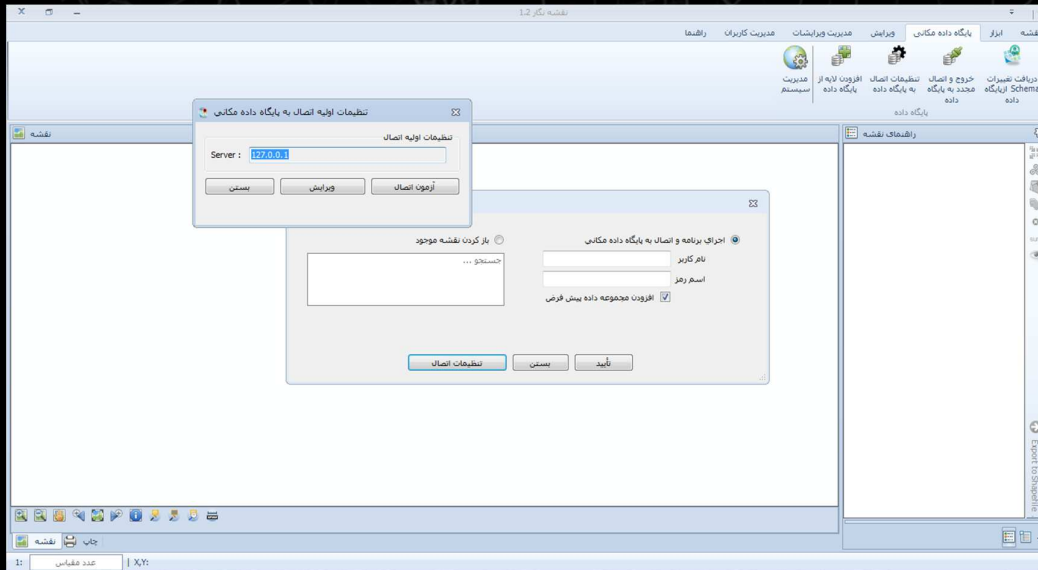 نقشه نگار 1.2
نقشه
ابزار
پایگاه داده مکانی
ویرایش
مدیریت ویرایشات
مدیریت کاربران
راهنما
دریافت تغییرات Schema ازپایگاه داده
خروج و اتصال مجدد به پایگاه داده
تنظیمات اتصال به پایگاه داده
افزودن لایه از پایگاه داده
مدیریت سیستم
پایگاه داده
راهنمای نقشه
نقشه
تنظیمات اولیه اتصال به پایگاه داده مکانی
تنظیمات اولیه اتصال
Server : 127.0.0.1
آزمون اتصال
ویرایش
بستن
اجرای برنامه و اتصال به پایگاه داده مکانی
باز کردن نقشه موجود
نام کاربر
جستجو ...
اسم رمز
افزودن مجموعه داده پیش فرض
تأیید
بستن
تنظیمات اتصال
Export to Shapefile
چاپ
نقشه
1:
عدد مقیاس
| X,Y: